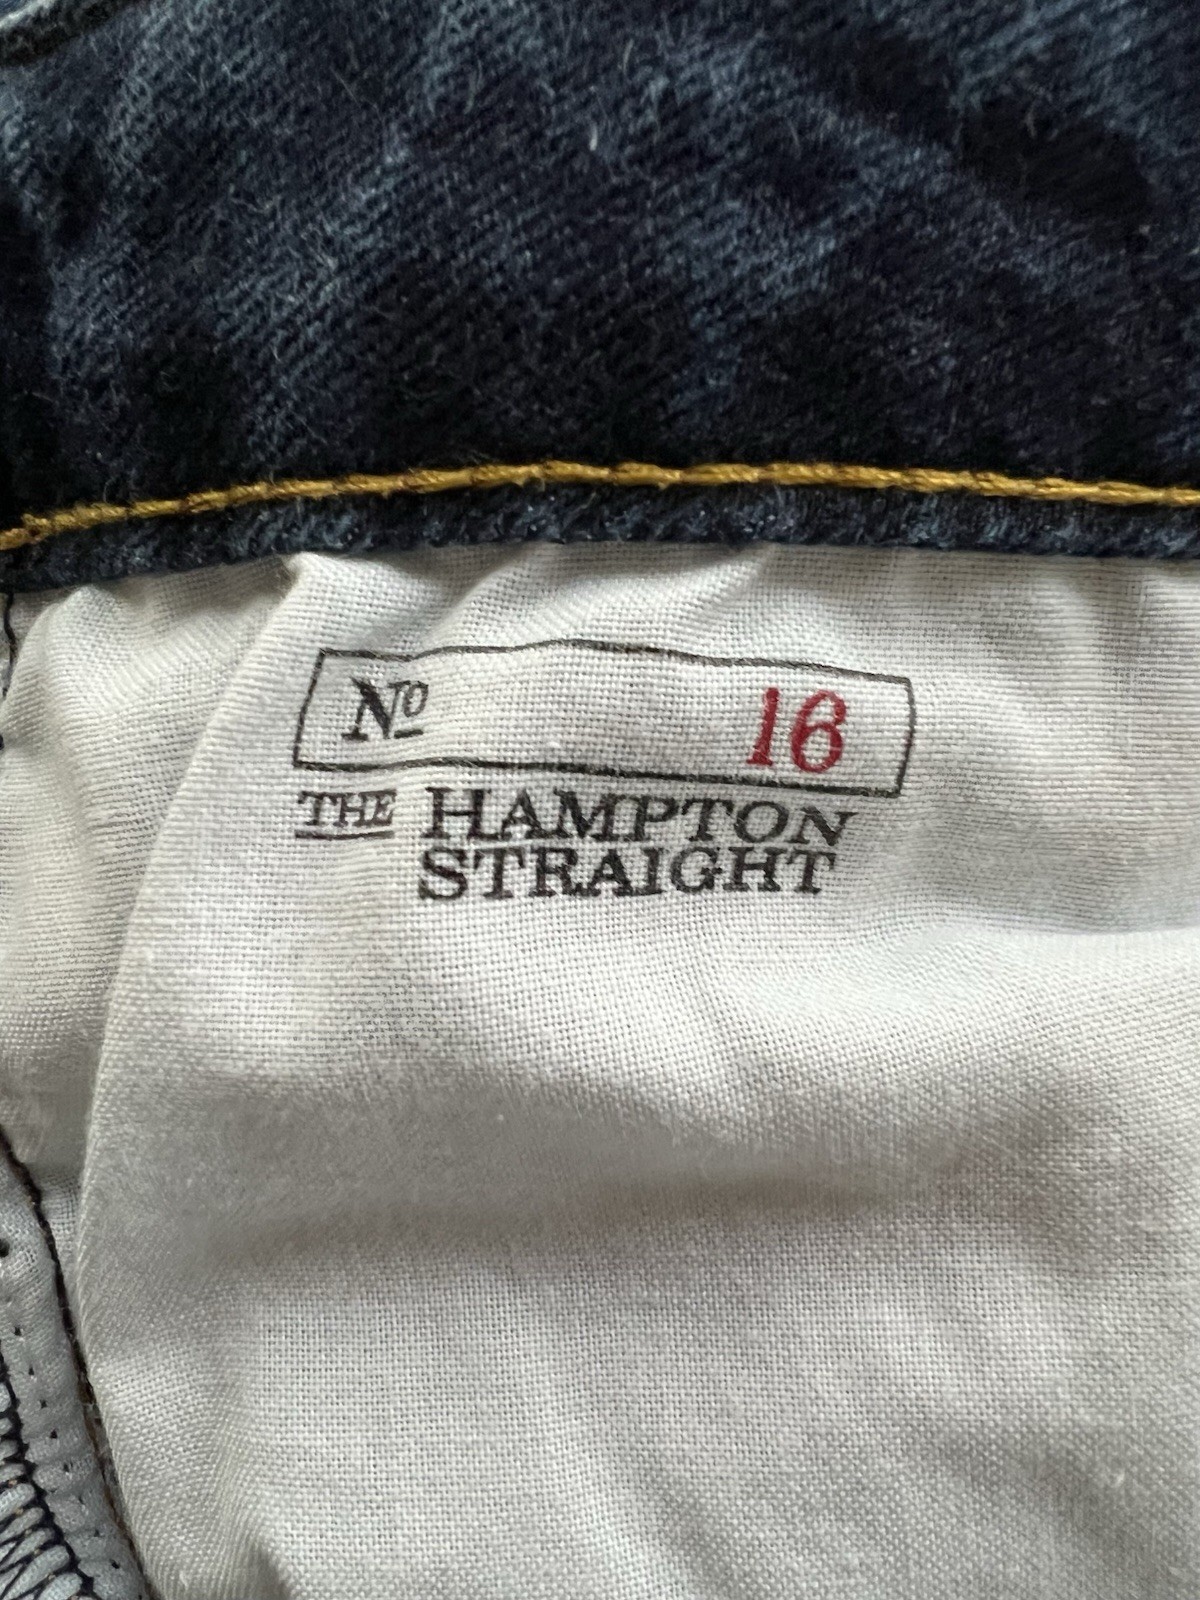 Nº 16
THE HAMPTON
STRAIGHT